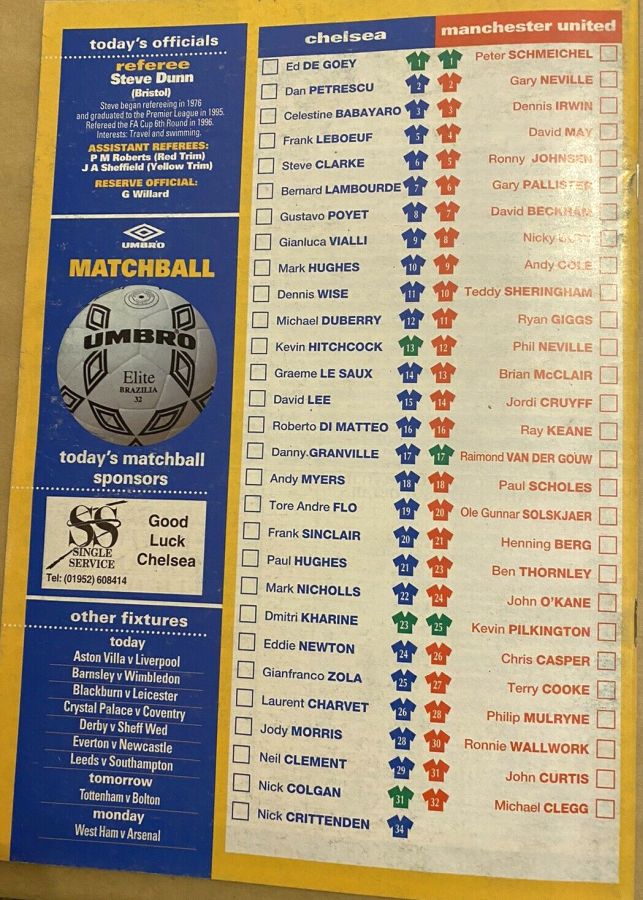 today's officials
referee
Steve Dunn
(Bristol)
Steve began refereeing in 1976
and graduated to the Premier League in 1995.
Refereed the FA Cup 6th Round in 1996.
Interests: Travel and swimming.
ASSISTANT REFEREES:
P M Roberts (Red Trim)
J A Sheffield (Yellow Trim)
RESERVE OFFICIAL:
G Willard
UMBRO
MATCHBALL
UMBRO
Elite
BRAZILIA
32
today's matchball
sponsors
SS
SINGLE
SERVICE
Good
Luck
Chelsea
Tel: (01952) 608414
other fixtures
today
Aston Villa v Liverpool
Barnsley v Wimbledon
Blackburn v Leicester
Crystal Palace v Coventry
Derby v Sheff Wed
Everton v Newcastle
Leeds v Southampton
tomorrow
Tottenham v Bolton
monday
West Ham v Arsenal
chelsea manchester united
Ed DE GOEY 1 1 Peter SCHMEICHEL
Dan PETRESCU 2 2 Gary NEVILLE
Celestine BABAYARO 3 3 Dennis IRWIN
Frank LEBOEUF 5 4 David MAY
Steve CLARKE 6 5 Ronny JOHNSEN
Bernard LAMBOURDE 7 6 Gary PALLISTER
Gustavo POYET 8 7 David BECKHAM
Gianluca VIALLI 9 8 Nicky
Mark HUGHES 10 9 Andy COLE
Dennis WISE 11 10 Teddy SHERINGHAM
Michael DUBERRY 12 11 Ryan GIGGS
Kevin HITCHCOCK 13 12 Phil NEVILLE
Graeme LE SAUX 14 13 Brian McCLAIR
David LEE 15 14 Jordi CRUYFF
Roberto DI MATTEO 16 16 Ray KEANE
Danny GRANVILLE 17 17 Raimond VAN DER GOUW
Andy MYERS 18 18 Paul SCHOLES
Tore Andre FLO 19 20 Ole Gunnar SOLSKJAER
Frank SINCLAIR 20 21 Henning BERG
Paul HUGHES 21 23 Ben THORNLEY
Mark NICHOLLS 22 24 John O'KANE
Dmitri KHARINE 23 25 Kevin PILKINGTON
Eddie NEWTON 24 26 Chris CASPER
Gianfranco ZOLA 25 27 Terry COOKE
Laurent CHARVET 26 28 Philip MULRYNE
Jody MORRIS 28 30 Ronnie WALLWORK
Neil CLEMENT 29 31 John CURTIS
Nick COLGAN 31 32 Michael CLEGG
Nick CRITTENDEN 34